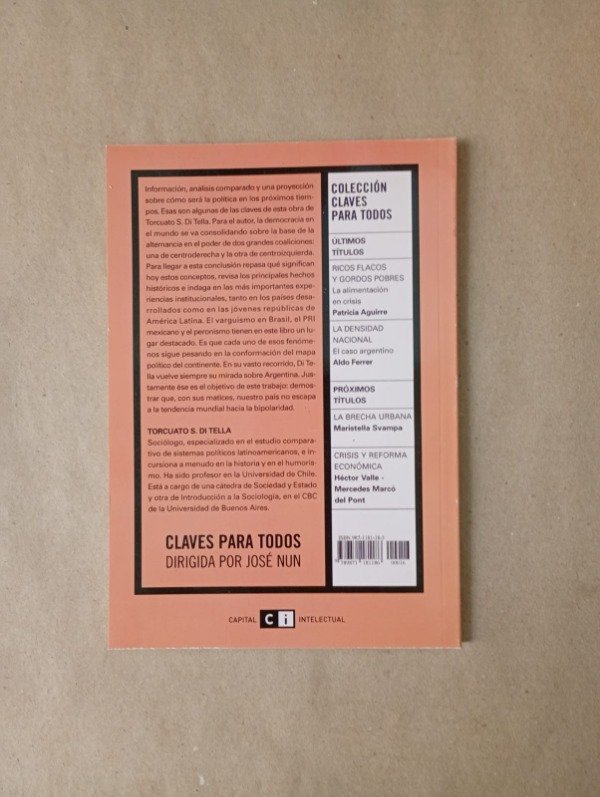 Información, análisis comparado y una proyección
sobre cómo será la política en los próximos tiem-
pos. Esas son algunas de las claves de esta obra de
Torcuato S. Di Tella. Para el autor, la democracia en
el mundo se va consolidando sobre la base de la
alternancia en el poder de dos grandes coaliciones:
una de centroderecha y la otra de centroizquierda.
Para llegar a esta conclusión repasa qué significan
hoy estos conceptos, revisa los principales hechos
históricos e indaga en las más importantes expe-
riencias institucionales, tanto en los países desa-
rrollados como en las jóvenes repúblicas de
América Latina. El varguismo en Brasil, el PRI
mexicano y el peronismo tienen en este libro un lu-
gar destacado. Es que cada uno de esos fenóme-
nos sigue pesando en la conformación del mapa
político del continente. En su vasto recorrido, Di Te-
lla vuelve siempre su mirada sobre Argentina. Jus-
tamente ése es el objetivo de este trabajo: demos-
trar que, con sus matices, nuestro país no escapa
a la tendencia mundial hacia la bipolaridad.
TORCUATO S. DI TELLA
Sociólogo, especializado en el estudio compara-
tivo de sistemas políticos latinoamericanos, e in-
cursiona a menudo en la historia y en el humoris-
mo. Ha sido profesor en la Universidad de Chile.
Está a cargo de una cátedra de Sociedad y Estado
y otra de Introducción a la Sociología, en el CBC
de la Universidad de Buenos Aires.
CLAVES PARA TODOS
DIRIGIDA POR JOSÉ NUN
COLECCIÓN
CLAVES
PARA TODOS
ÚLTIMOS
TÍTULOS
RICOS FLACOS
Y GORDOS POBRES
La alimentación
en crisis
Patricia Aguirre
LA DENSIDAD
NACIONAL
El caso argentino
Aldo Ferrer
PRÓXIMOS
TÍTULOS
LA BRECHA URBANA
Maristella Svampa
CRISIS Y REFORMA
ECONÓMICA
Héctor Valle -
Mercedes Marcó
del Pont
00016
CAPITAL Ci INTELECTUAL